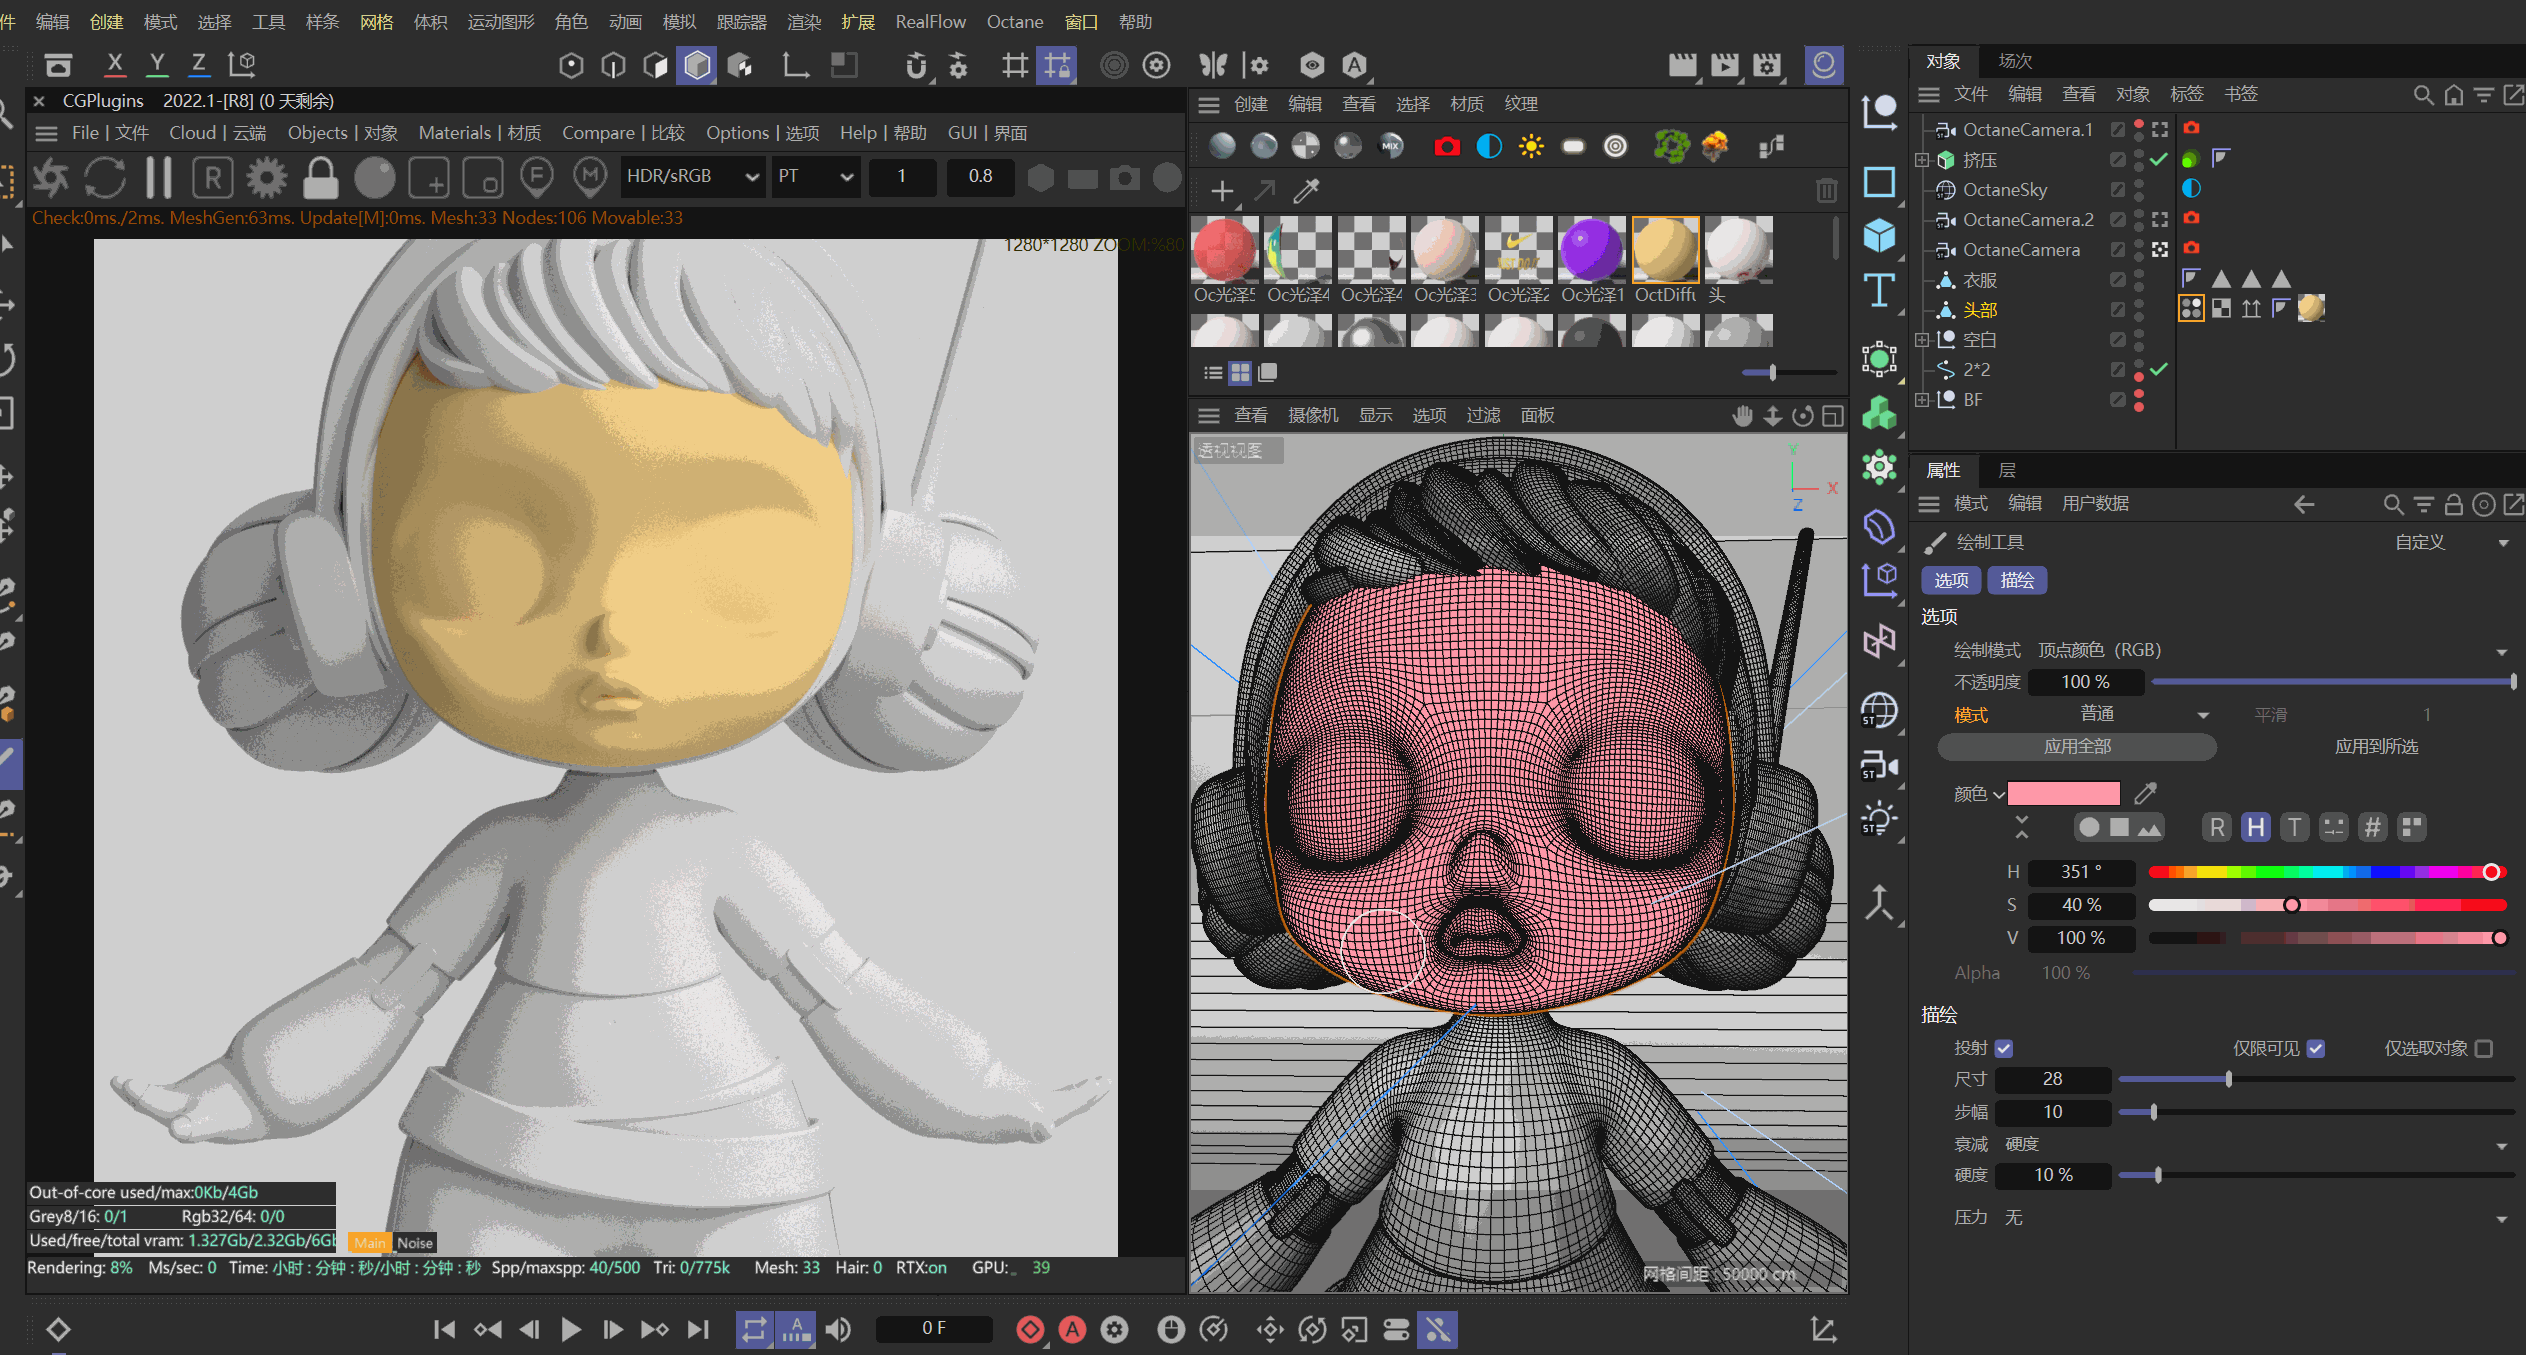 件 编辑 创建 模式 选择 工具 样条 网格 体积 运动图形 角色 动画 模拟 跟踪器 渲染 扩展 RealFlow Octane 窗口 帮助
X Y Z
CGPlugins 2022.1-[R8] (0 天剩余)
File | 文件 Cloud | 云端 Objects | 对象 Materials | 材质 Compare | 比较 Options | 选项 Help | 帮助 GUI | 界面
R F M HDR/sRGB PT 1 0.8
Check:0ms./2ms. MeshGen:63ms. Update[M]:0ms. Mesh:33 Nodes:106 Movable:33
1280*1280 ZOOM:%80
Out-of-core used/max:0Kb/4Gb
Grey8/16: 0/1 Rgb32/64: 0/0
Used/free/total vram: 1.327Gb/2.32Gb/6Gb
Main Noise
Rendering: 8% Ms/sec: 0 Time: 小时 : 分钟 : 秒/小时 : 分钟 : 秒 Spp/maxspp: 40/500 Tri: 0/775k Mesh: 33 Hair: 0 RTX:on GPU:_ 39
0 F
创建 编辑 查看 选择 材质 纹理
MIX
Oc光泽5 Oc光泽4 Oc光泽4 Oc光泽3 Oc光泽2 Oc光泽1 OctDiffu 头
查看 摄像机 显示 选项 过滤 面板
透视视图
Y X Z
网格间距 : 50000 cm
对象 场次
文件 编辑 查看 对象 标签 书签
OctaneCamera.1
挤压
OctaneSky
OctaneCamera.2
OctaneCamera
衣服
头部
空白
2*2
BF
属性 层
模式 编辑 用户数据
绘制工具 自定义
选项 描绘
选项
绘制模式 顶点颜色 (RGB)
不透明度 100 %
模式 普通 平滑 1
应用全部 应用到所选
颜色
R H T #
H 351 °
S 40 %
V 100 %
Alpha 100 %
描绘
投射 仅限可见 仅选取对象
尺寸 28
步幅 10
衰减 硬度
硬度 10 %
压力 无